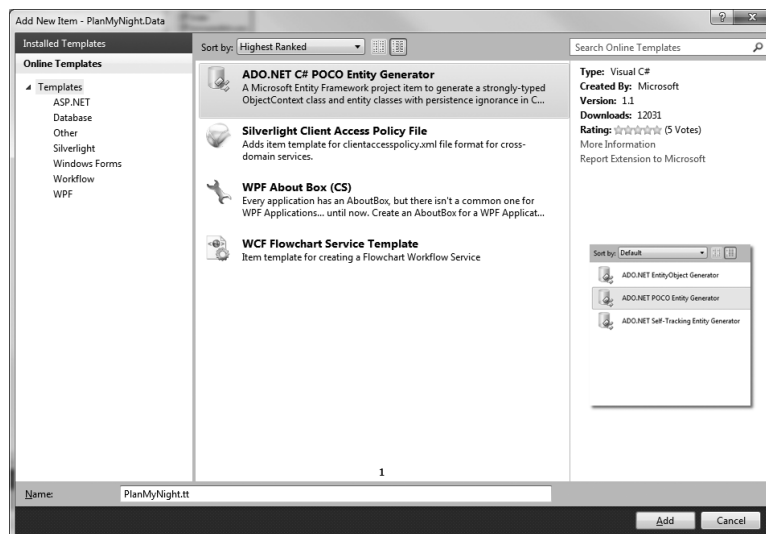 Add New Item - PlanMyNight.Data
Installed Templates
Online Templates
Templates
ASP.NET
Database
Other
Silverlight
Windows Forms
Workflow
WPF
Sort by: Highest Ranked
ADO.NET C# POCO Entity Generator
A Microsoft Entity Framework project item to generate a strongly-typed
ObjectContext class and entity classes with persistence ignorance in C...
Silverlight Client Access Policy File
Adds item template for clientaccesspolicy.xml file format for cross-
domain services.
WPF About Box (CS)
Every application has an AboutBox, but there isn't a common one for
WPF Applications... until now. Create an AboutBox for a WPF Applicat...
WCF Flowchart Service Template
Item template for creating a Flowchart Workflow Service
1
Search Online Templates
Type: Visual C#
Created By: Microsoft
Version: 1.1
Downloads: 12031
Rating: (5 Votes)
More Information
Report Extension to Microsoft
Sort by: Default
ADO.NET EntityObject Generator
ADO.NET POCO Entity Generator
ADO.NET Self-Tracking Entity Generator
Name: PlanMyNight.tt
Add Cancel